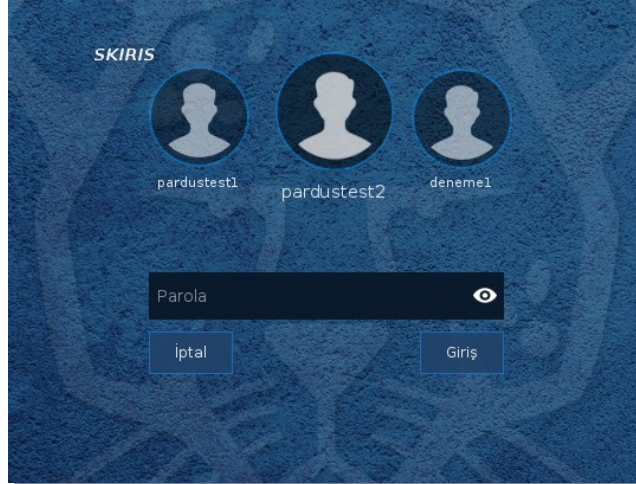 SKIRIS
pardustest1
pardustest2
deneme1
Parola
İptal
Giriş